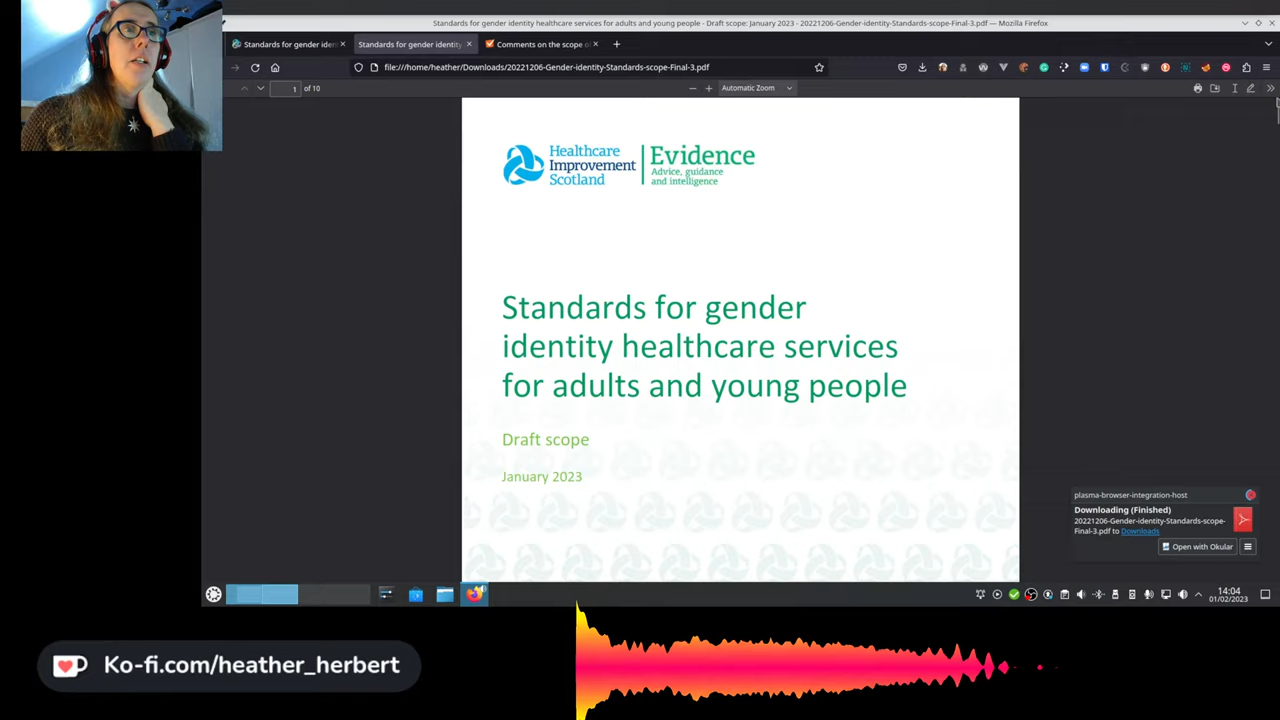 Standards for gender identity healthcare services for adults and young people - Draft scope: January 2023 - 20221206-Gender-identity-Standards-scope-Final-3.pdf — Mozilla Firefox
Standards for gender iden
Standards for gender identity
Comments on the scope o
file:///home/heather/Downloads/20221206-Gender-identity-Standards-scope-Final-3.pdf
1 of 10
Automatic Zoom
Healthcare
Improvement
Scotland
Evidence
Advice, guidance
and intelligence
Standards for gender
identity healthcare services
for adults and young people
Draft scope
January 2023
plasma-browser-integration-host
Downloading (Finished)
20221206-Gender-identity-Standards-scope-
Final-3.pdf to Downloads
Open with Okular
14:04
01/02/2023
Ko-fi.com/heather_herbert